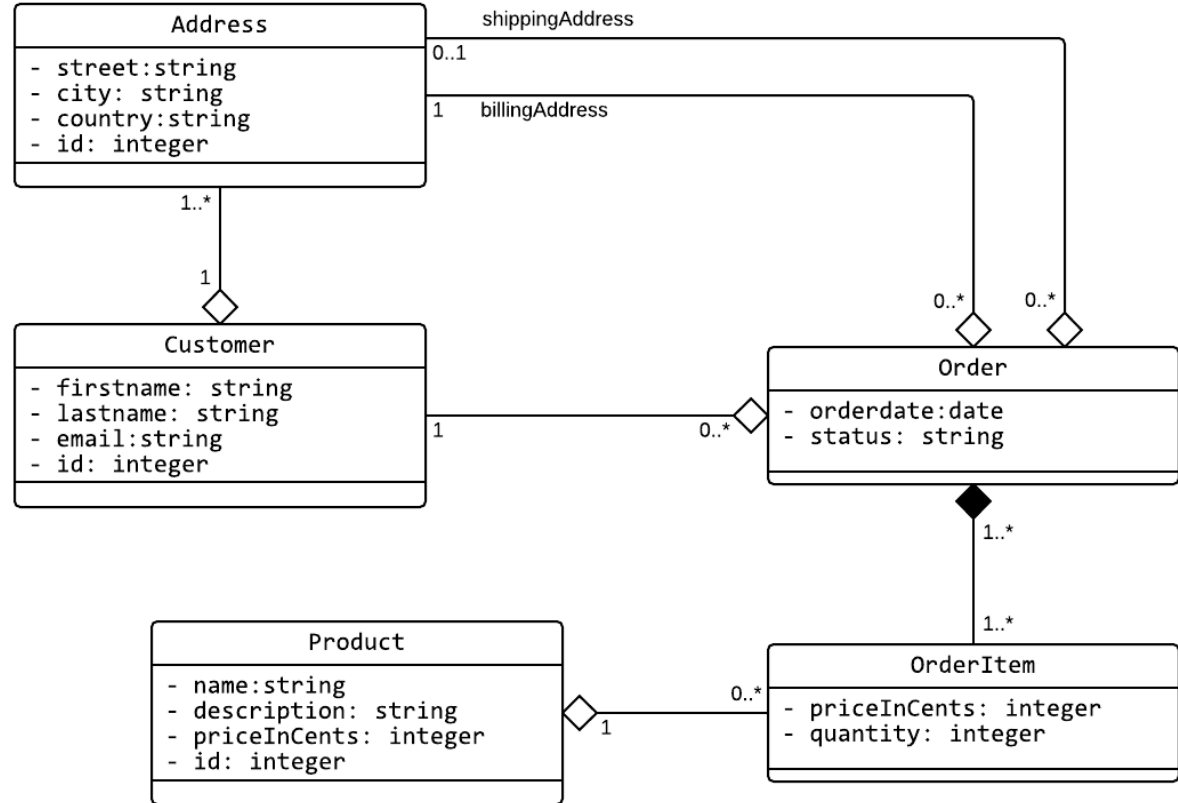 Address
- street:string
- city: string
- country:string
- id: integer
shippingAddress
0..1
1
billingAddress
1..*
1
0..*
0..*
Customer
- firstname: string
- lastname: string
- email:string
- id: integer
1
0..*
Order
- orderdate:date
- status: string
1..*
1..*
Product
- name:string
- description: string
- priceInCents: integer
- id: integer
1
0..*
OrderItem
- priceInCents: integer
- quantity: integer